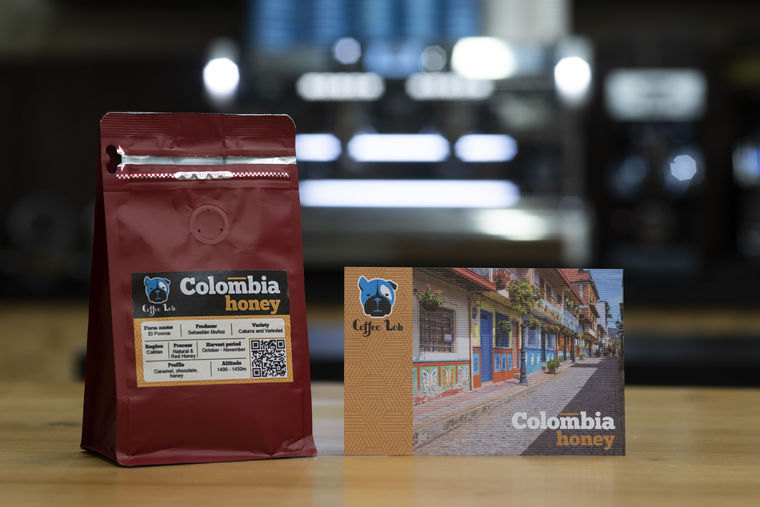 Coffee Lab
Colombia
honey
Farm name
El Poema
Producer
Sebastián Muñoz
Variety
Caturra and Variedad
Region
Caldas
Process
Natural &
Red Honey
Harvest period
October - November
Profile
Caramel, chocolate,
honey
Altitude
1400 - 1450m
Coffee Lab
Colombia
honey